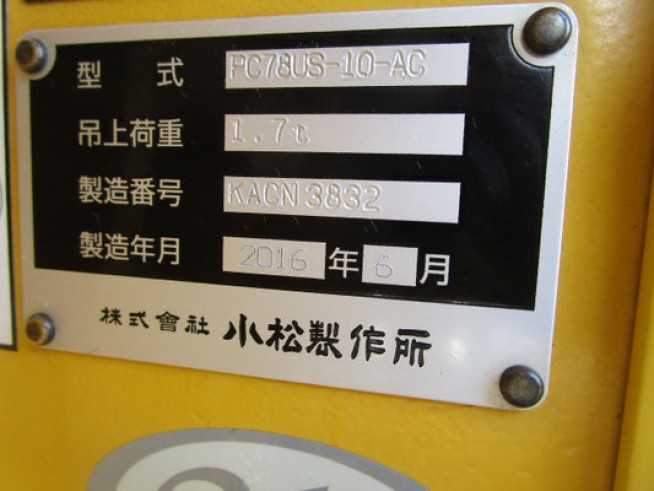 型 式 PC78US-10-AC
吊上荷重 1.7t
製造番号 KACN 3832
製造年月 2016 年 6 月
株式會社 小松製作所